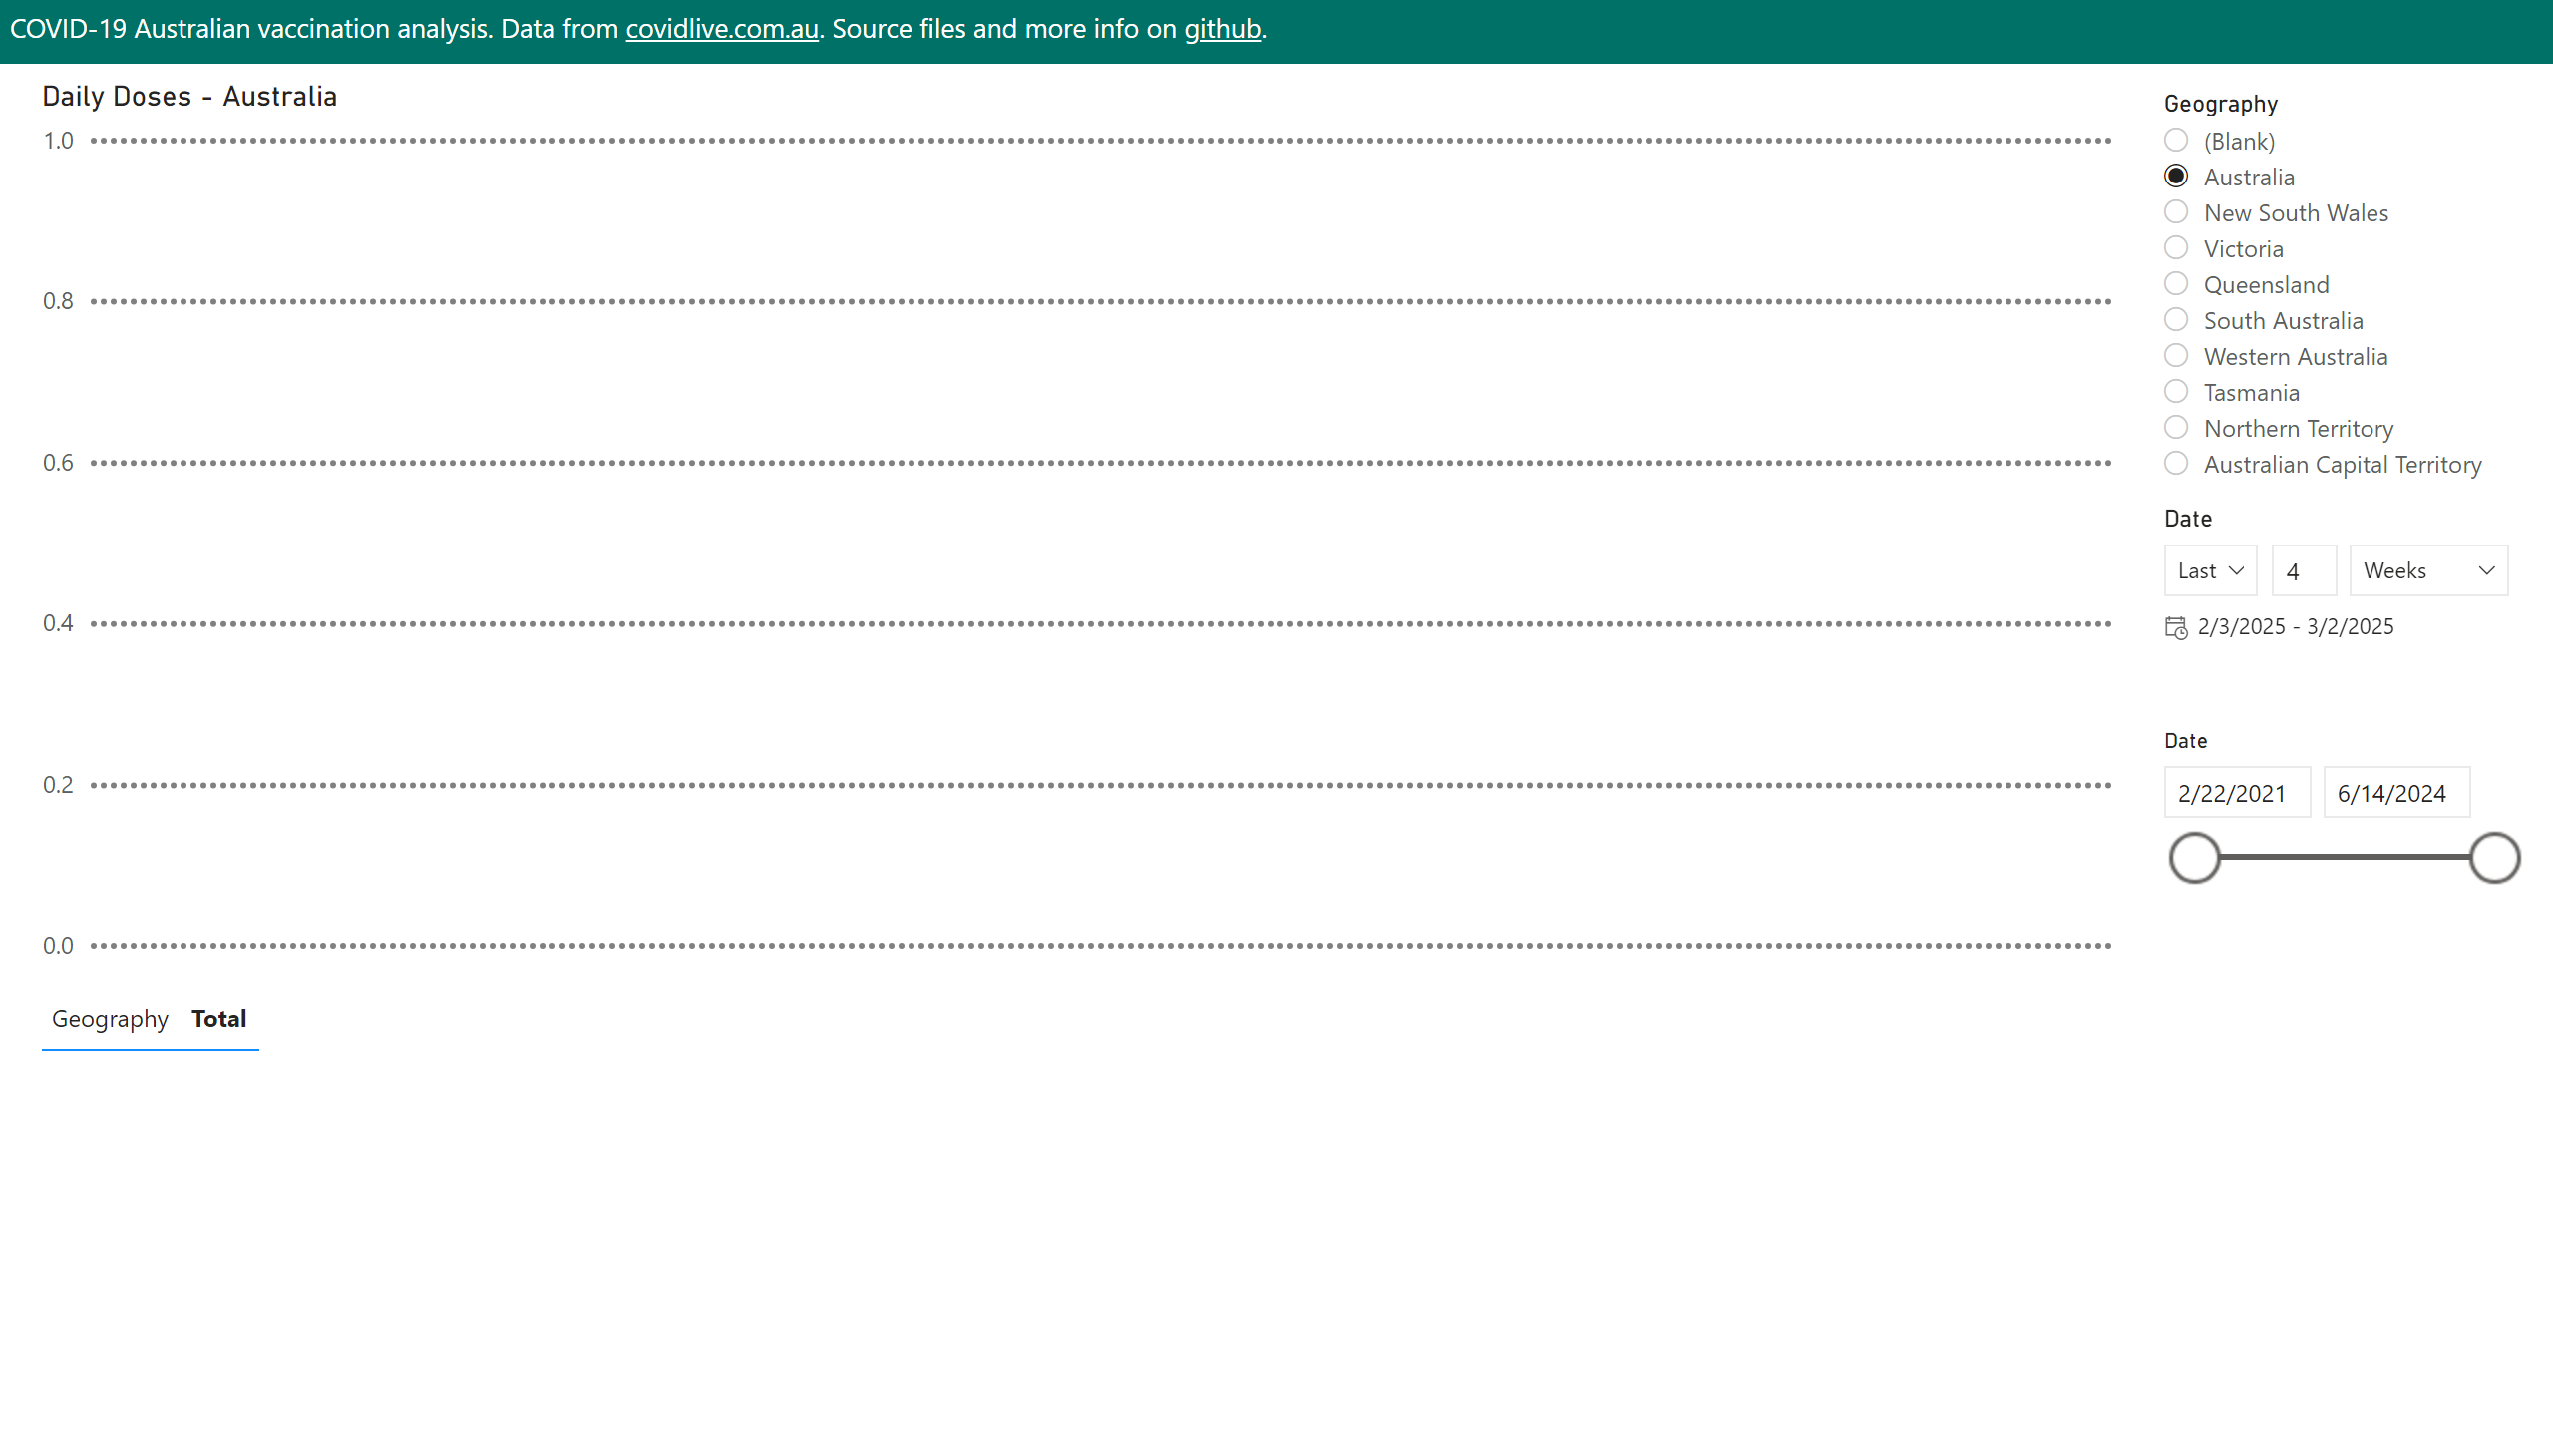 COVID-19 Australian vaccination analysis. Data from covidlive.com.au. Source files and more info on github.
Daily Doses - Australia
1.0
0.8
0.6
0.4
0.2
0.0
Geography Total
Geography
(Blank)
Australia
New South Wales
Victoria
Queensland
South Australia
Western Australia
Tasmania
Northern Territory
Australian Capital Territory
Date
Last 4 Weeks
2/3/2025 - 3/2/2025
Date
2/22/2021 6/14/2024